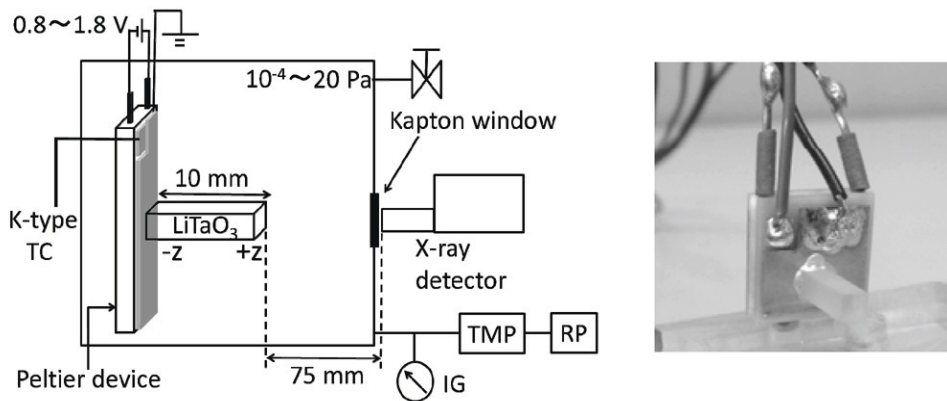 0.8～1.8 V
10⁻⁴～20 Pa
Kapton window
10 mm
K-type
TC
LiTaO₃
-z +z
X-ray
detector
TMP
RP
Peltier device
75 mm
IG